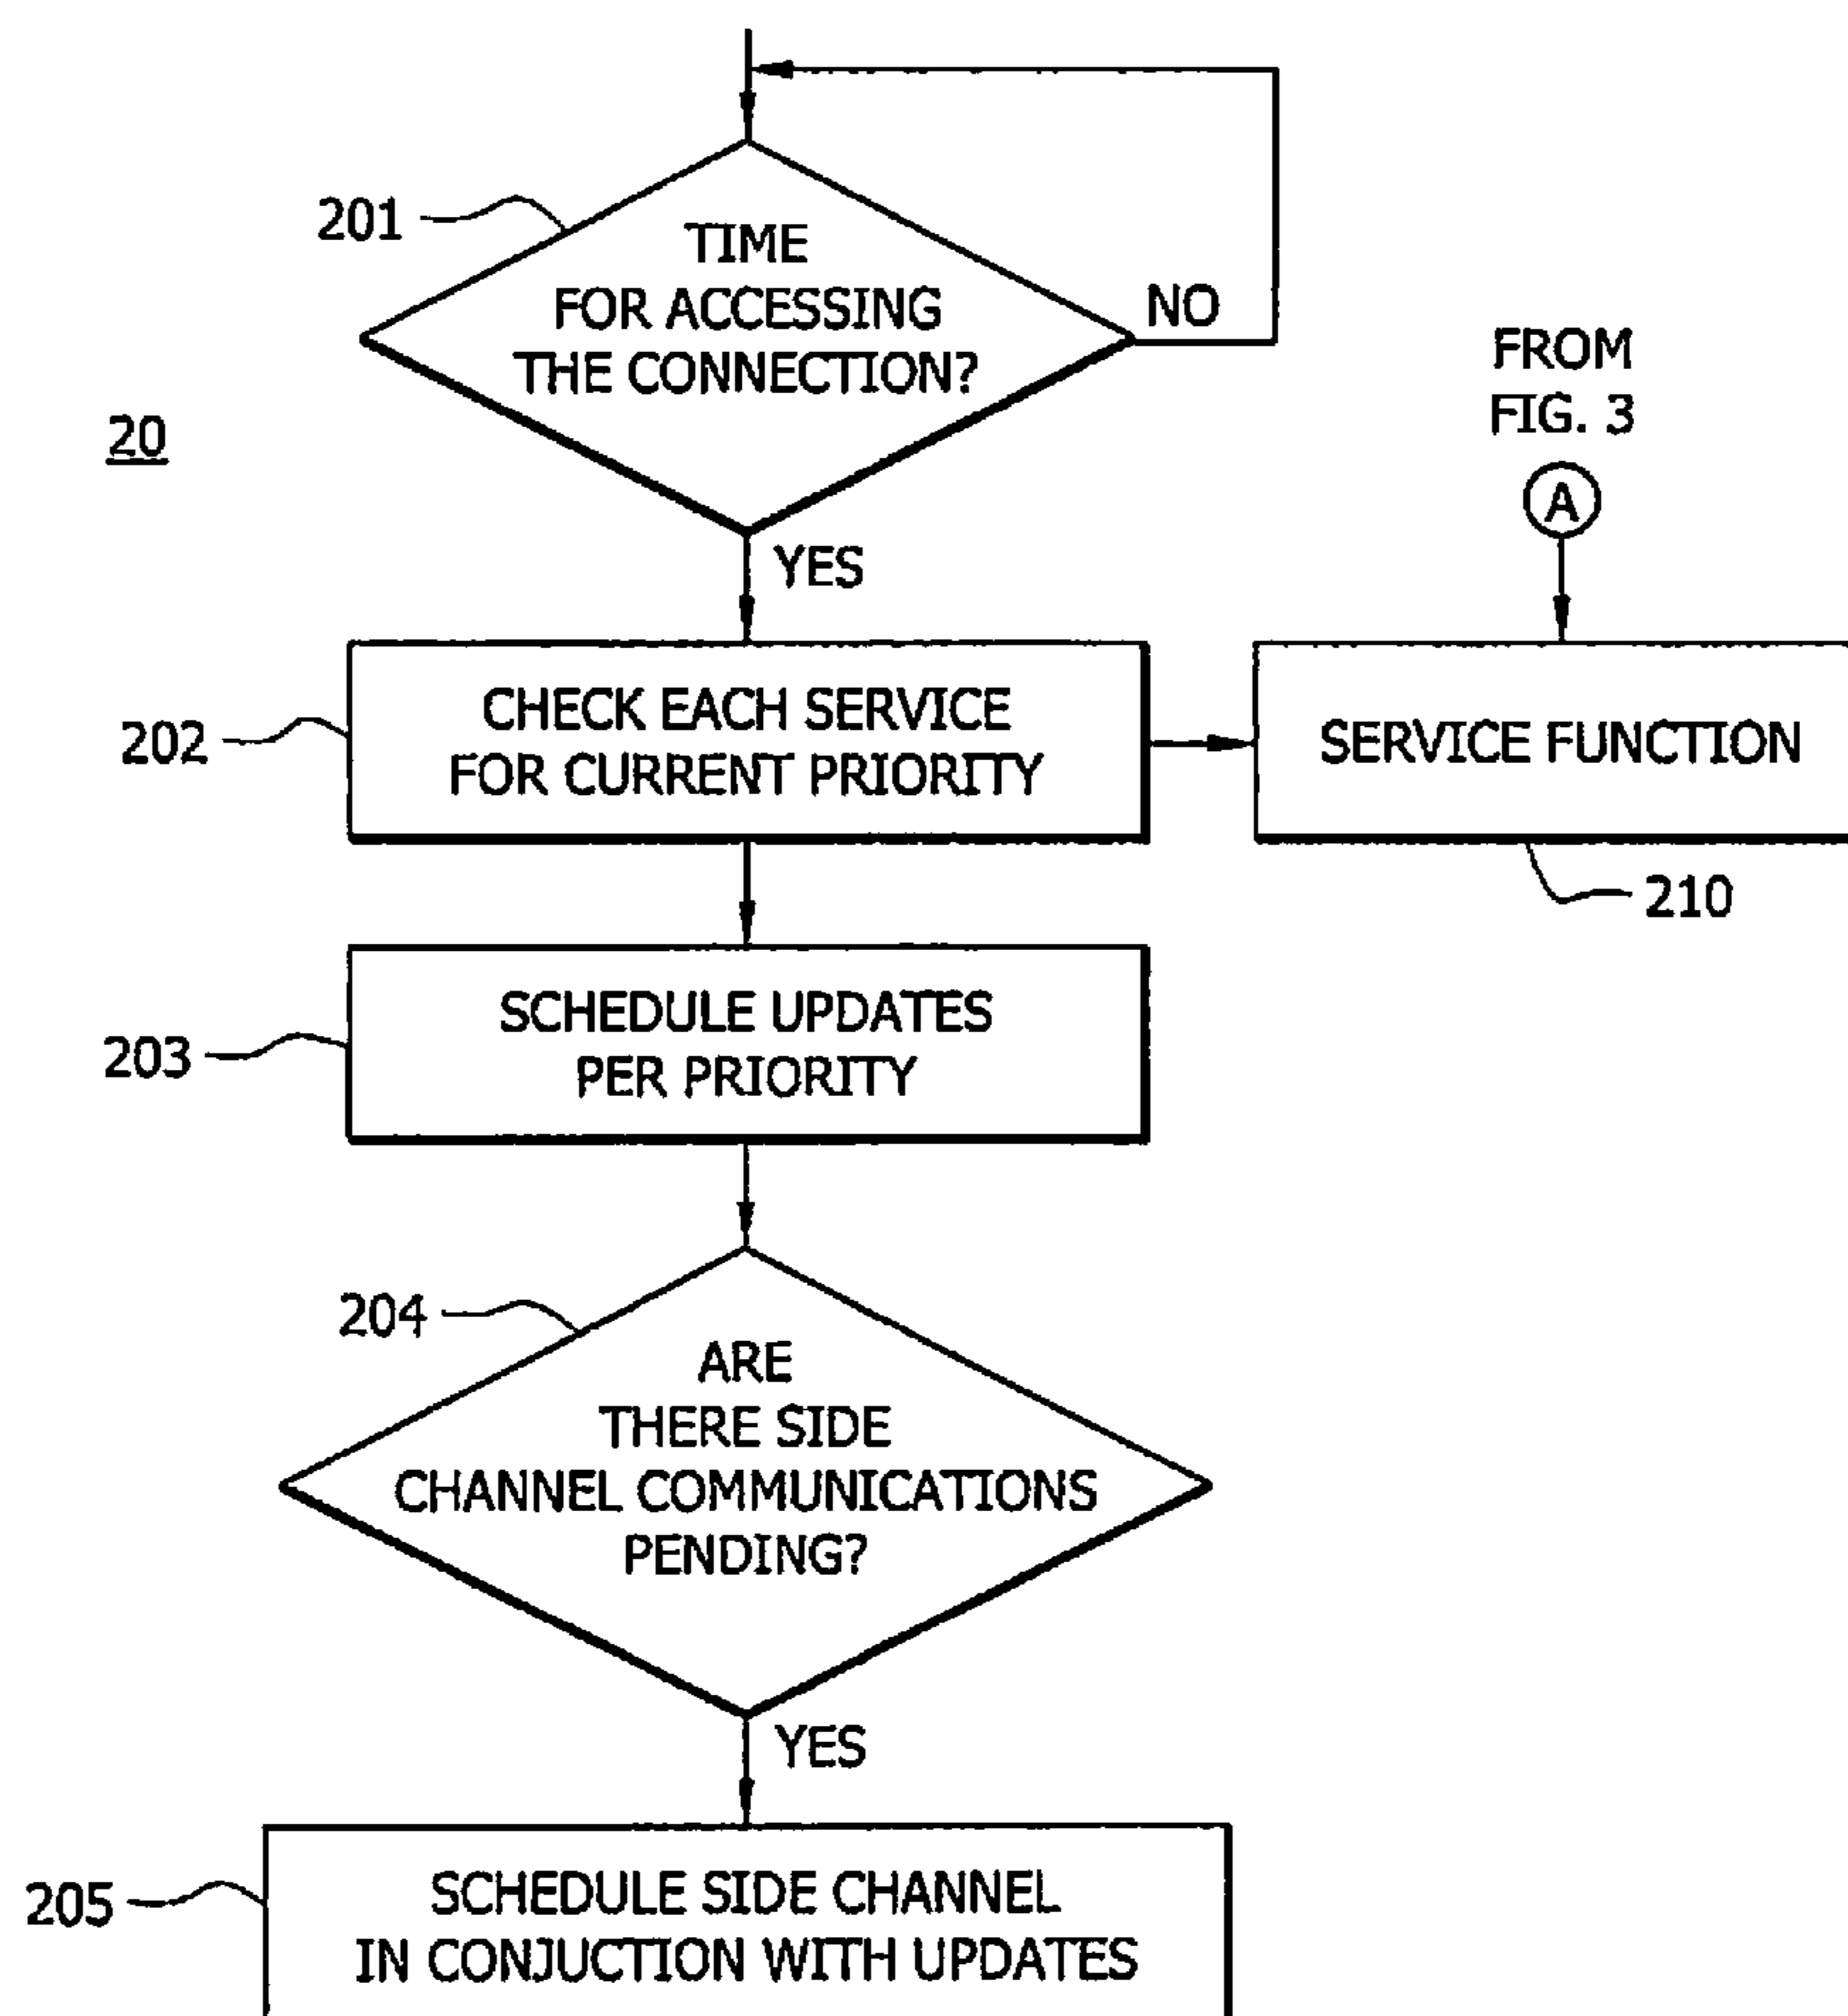 201
TIME
FOR ACCESSING
THE CONNECTION?
NO
20
FROM
FIG. 3
A
YES
202
CHECK EACH SERVICE
FOR CURRENT PRIORITY
SERVICE FUNCTION
210
203
SCHEDULE UPDATES
PER PRIORITY
204
ARE
THERE SIDE
CHANNEL COMMUNICATIONS
PENDING?
YES
205
SCHEDULE SIDE CHANNEL
IN CONJUCTION WITH UPDATES